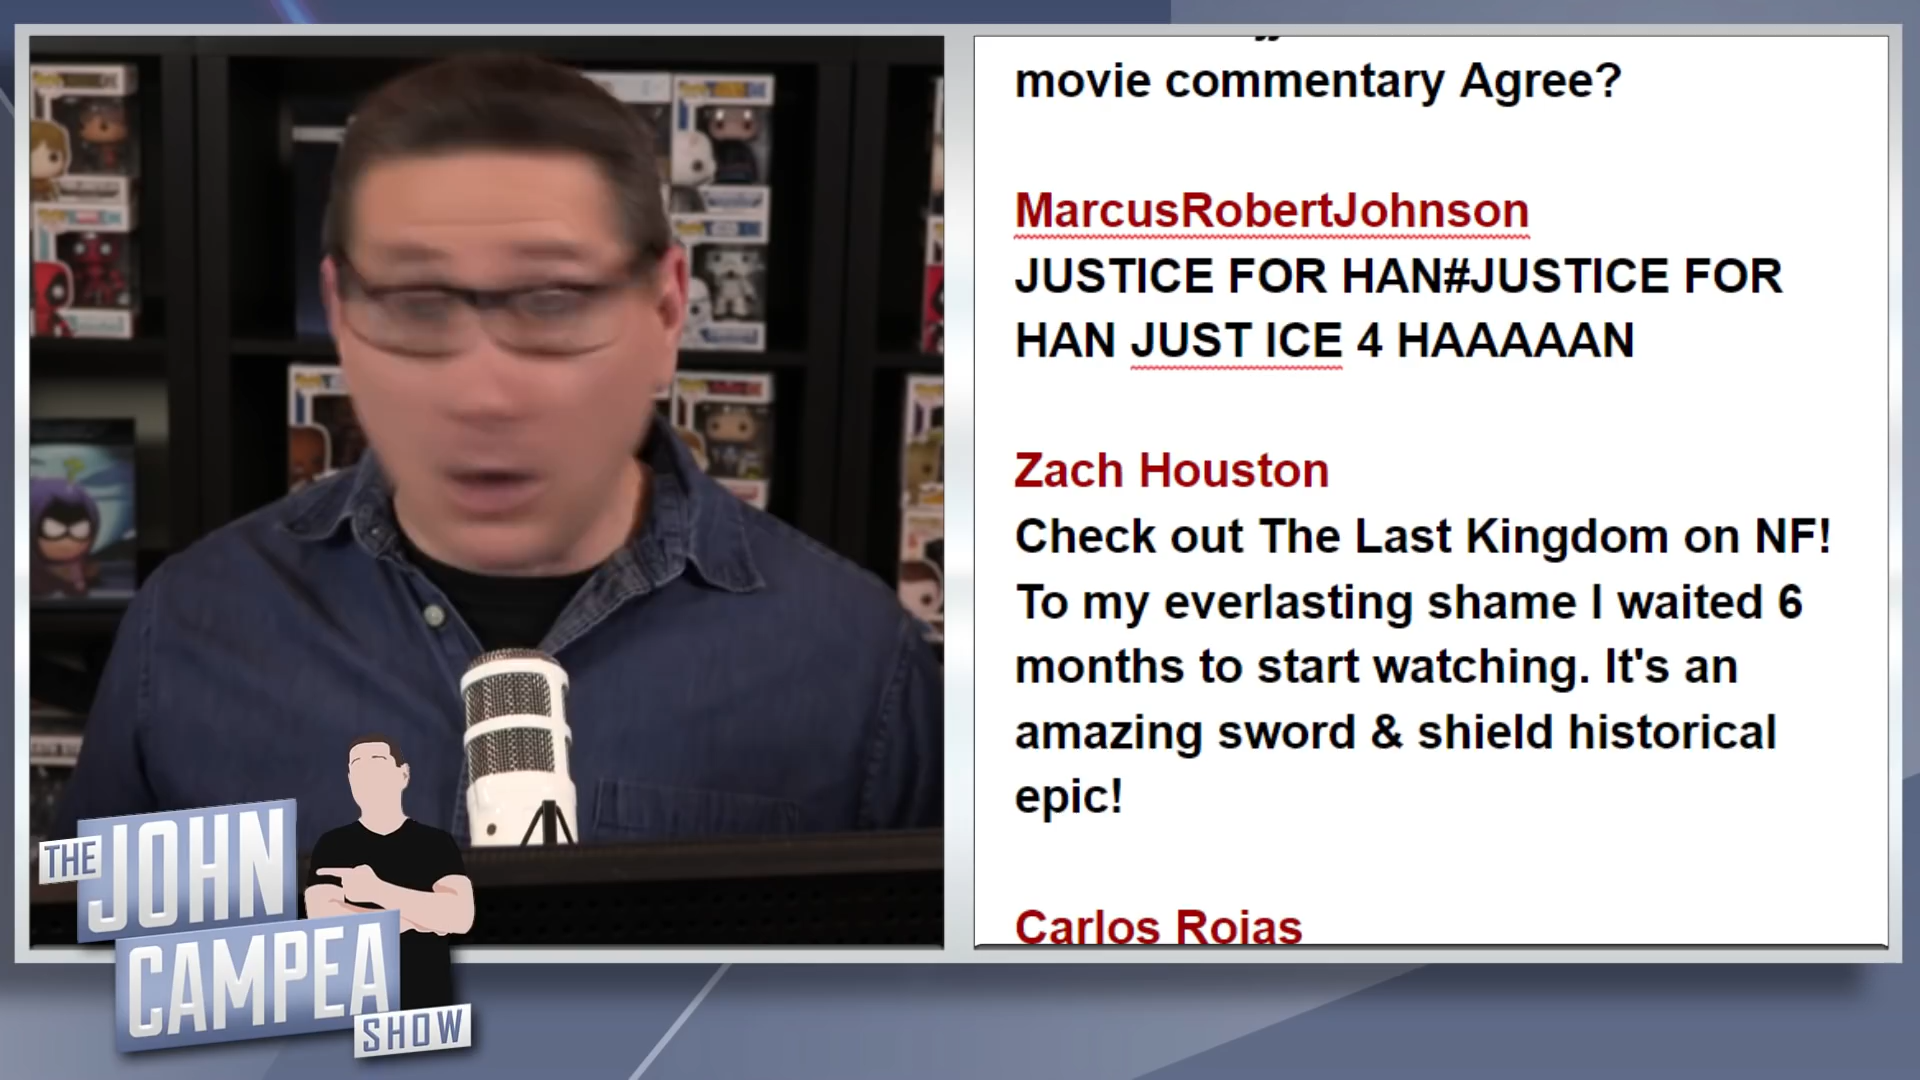 movie commentary Agree?
MarcusRobertJohnson
JUSTICE FOR HAN#JUSTICE FOR
HAN JUST ICE 4 HAAAAAN
Zach Houston
Check out The Last Kingdom on NF!
To my everlasting shame I waited 6
months to start watching. It's an
amazing sword & shield historical
epic!
Carlos Rojas
THE
JOHN
CAMPEA
SHOW